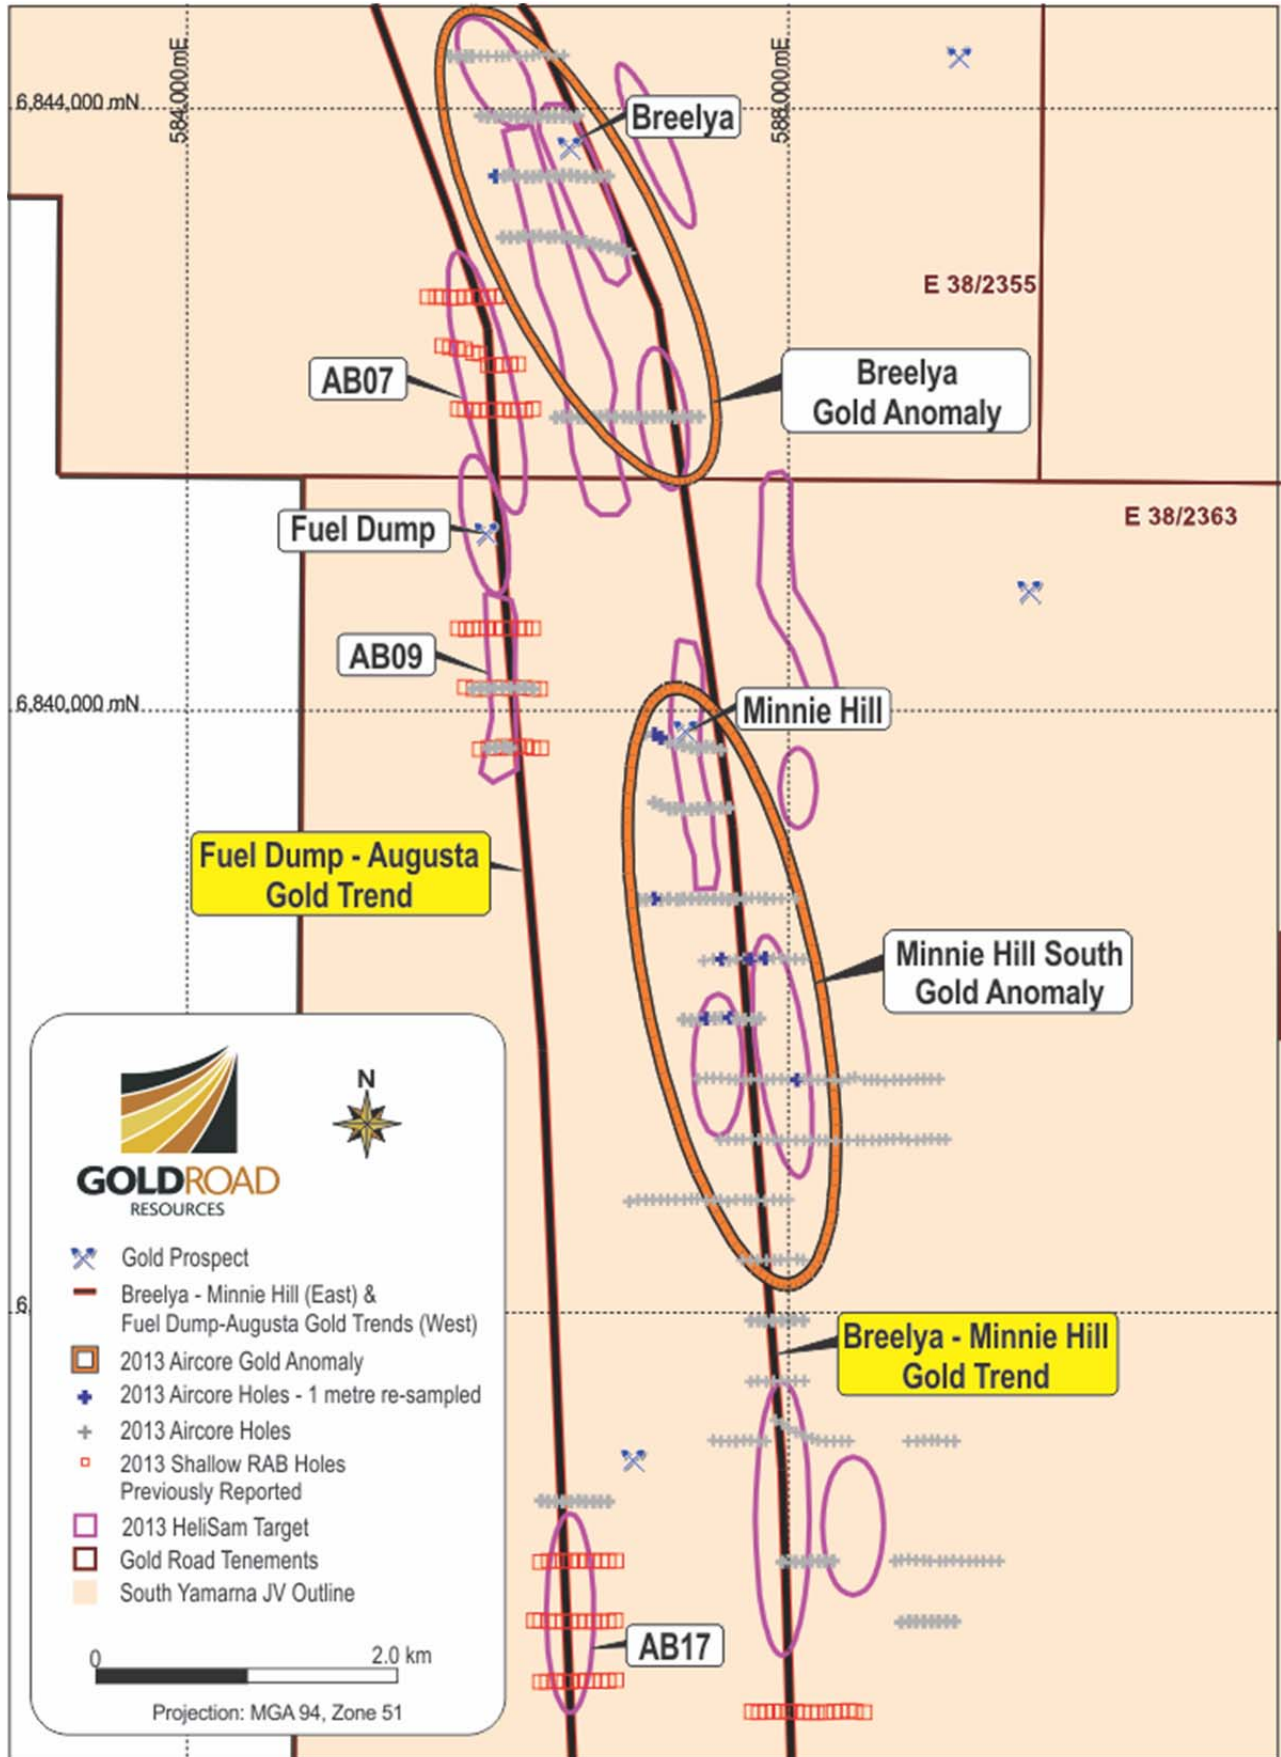 584,000mE
588,000mE
6,844,000 mN
Breelya
E 38/2355
AB07
Breelya
Gold Anomaly
Fuel Dump
E 38/2363
AB09
6,840,000 mN
Minnie Hill
Fuel Dump - Augusta
Gold Trend
Minnie Hill South
Gold Anomaly
6,
Breelya - Minnie Hill
Gold Trend
AB17
N
GOLDROAD
RESOURCES
Gold Prospect
Breelya - Minnie Hill (East) &
Fuel Dump-Augusta Gold Trends (West)
2013 Aircore Gold Anomaly
2013 Aircore Holes - 1 metre re-sampled
2013 Aircore Holes
2013 Shallow RAB Holes
Previously Reported
2013 HeliSam Target
Gold Road Tenements
South Yamarna JV Outline
0 2.0 km
Projection: MGA 94, Zone 51